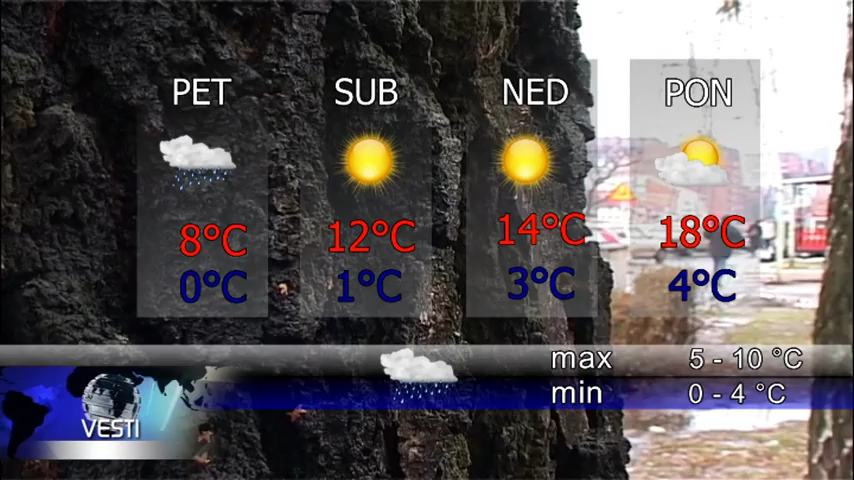 PET SUB NED PON
8°C 12°C 14°C 18°C
0°C 1°C 3°C 4°C
max 5 - 10 °C
min 0 - 4 °C
VESTI